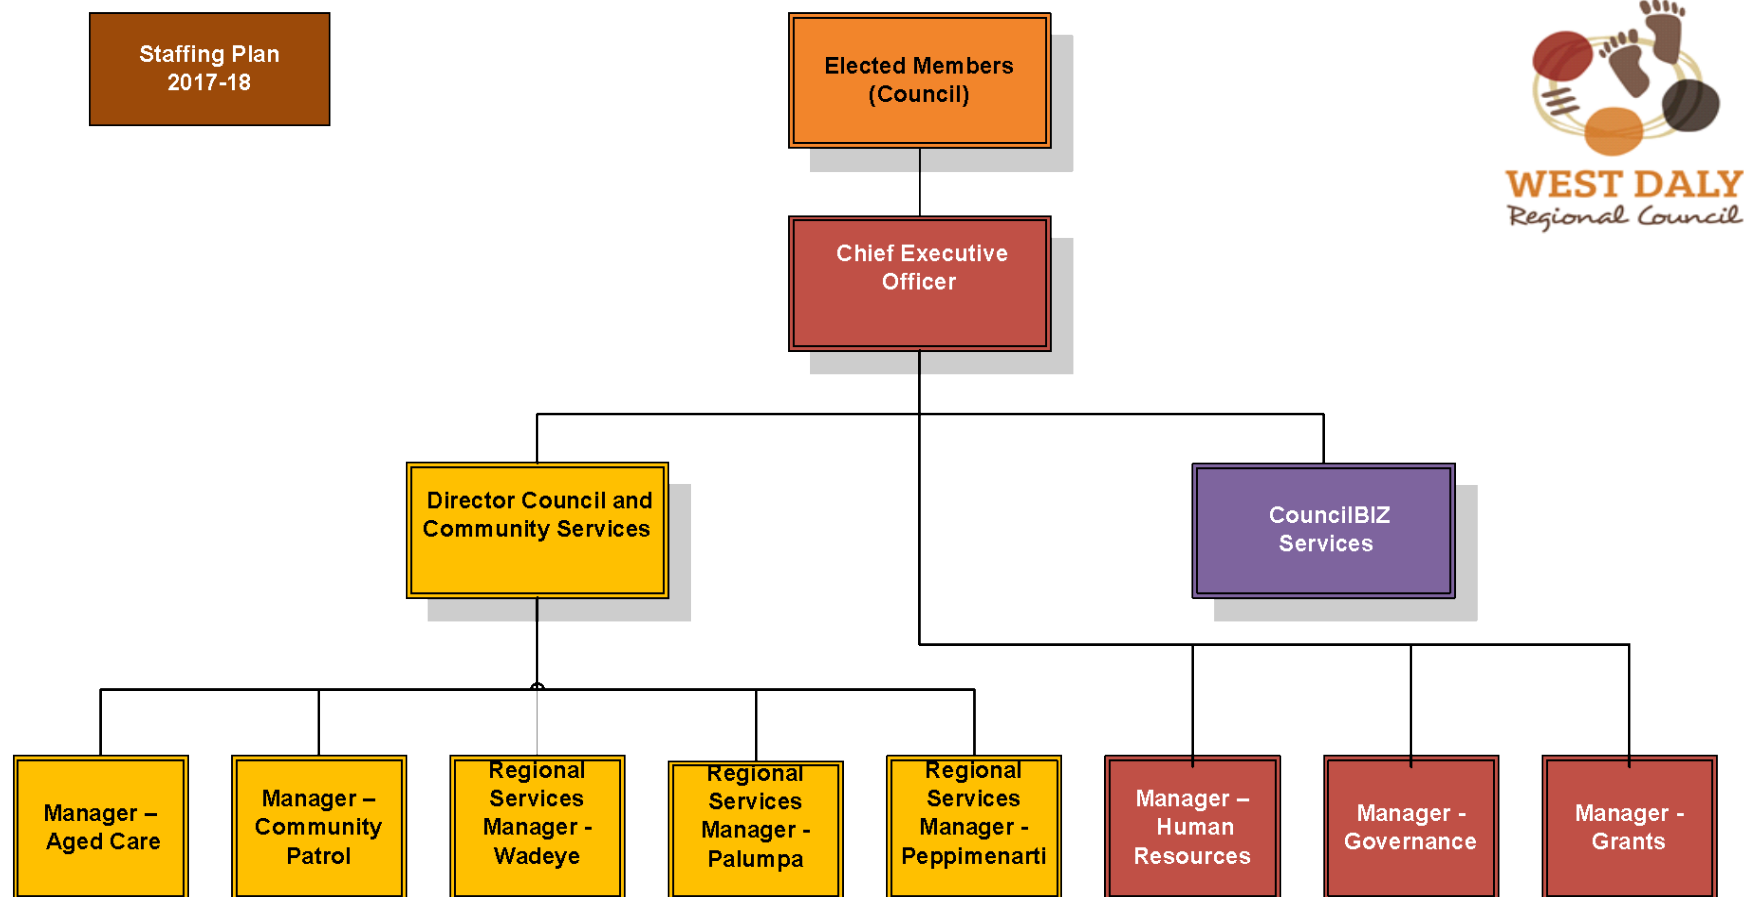 Staffing Plan
2017-18
Elected Members
(Council)
WEST DALY
Regional Council
Chief Executive
Officer
Director Council and
Community Services
CouncilBIZ
Services
Manager –
Aged Care
Manager –
Community
Patrol
Regional
Services
Manager -
Wadeye
Regional
Services
Manager -
Palumpa
Regional
Services
Manager -
Peppimenarti
Manager –
Human
Resources
Manager -
Governance
Manager -
Grants